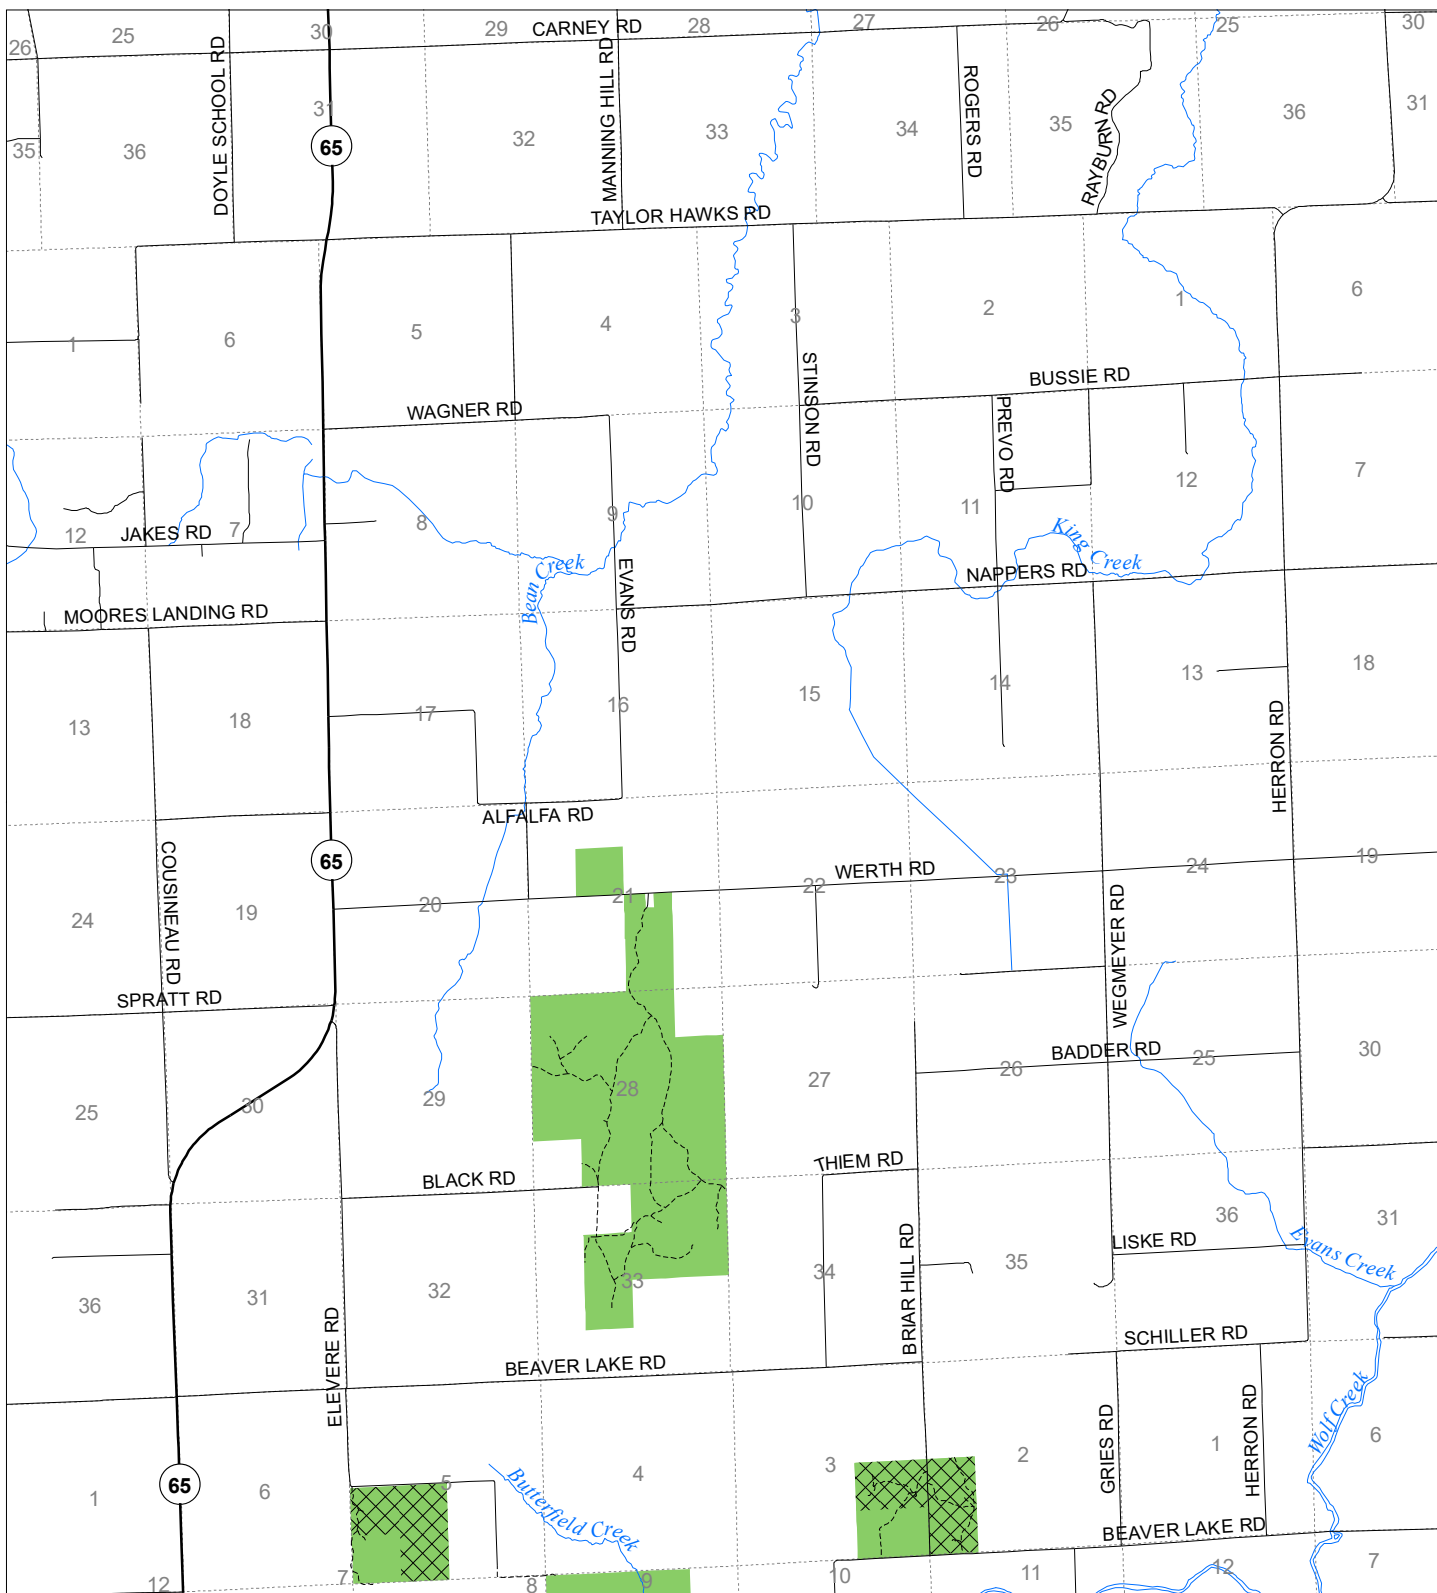 26
25
30
29
CARNEY RD
28
27
26
25
30
35
36
DOYLE SCHOOL RD
31
65
32
MANNING HILL RD
33
34
ROGERS RD
35
RAYBURN RD
36
31
TAYLOR HAWKS RD
1
6
5
4
3
2
1
6
STINSON RD
BUSSIE RD
WAGNER RD
PREVO RD
12
JAKES RD
7
8
9
10
11
12
7
Bean Creek
King Creek
EVANS RD
NAPPERS RD
MOORES LANDING RD
13
18
17
16
15
14
13
18
HERRON RD
ALFALFA RD
COUSINEAU RD
65
WERTH RD
24
19
20
21
22
23
24
19
WEGMEYER RD
SPRATT RD
BADDER RD
25
30
29
28
27
26
25
30
BLACK RD
THIEM RD
36
31
32
33
34
35
36
31
BRIAR HILL RD
LISKE RD
Evans Creek
ELEVERE RD
BEAVER LAKE RD
SCHILLER RD
Wolf Creek
GRIES RD
HERRON RD
65
1
6
5
4
3
2
1
6
Butterfield Creek
BEAVER LAKE RD
12
7
8
9
10
11
12
7